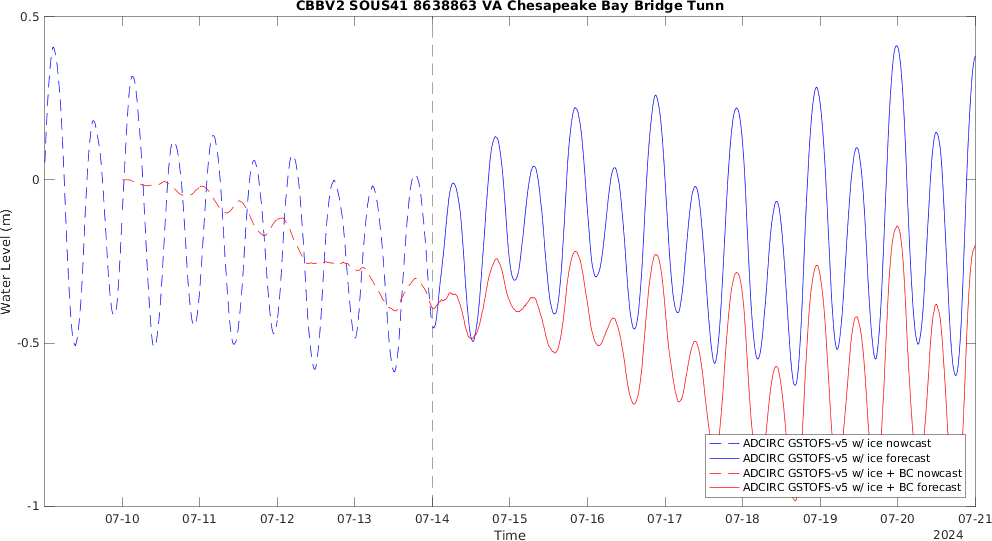 CBBV2 SOUS41 8638863 VA Chesapeake Bay Bridge Tunn
Water Level (m)
0.5
0
-0.5
-1
ADCIRC GSTOFS-v5 w/ ice nowcast
ADCIRC GSTOFS-v5 w/ ice forecast
ADCIRC GSTOFS-v5 w/ ice + BC nowcast
ADCIRC GSTOFS-v5 w/ ice + BC forecast
07-10 07-11 07-12 07-13 07-14 07-15 07-16 07-17 07-18 07-19 07-20 07-21
Time
2024